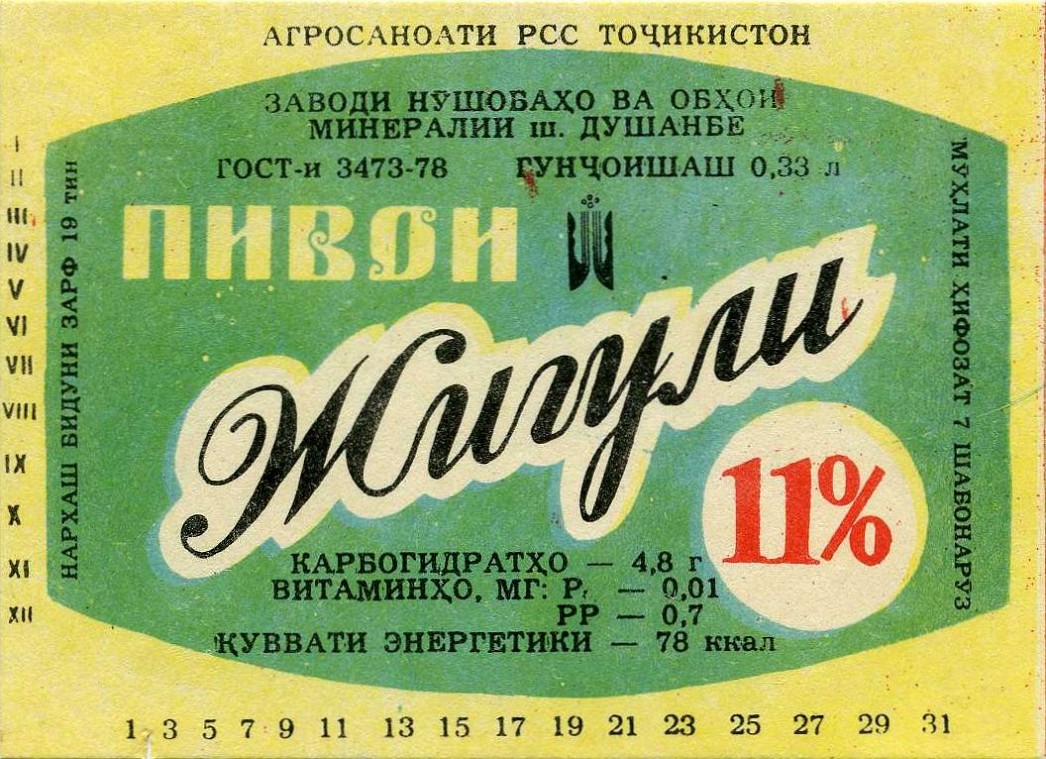 АГРОСАНОАТИ РСС ТОҶИКИСТОН
ЗАВОДИ НУШОБАҲО ВА ОБҲОИ
МИНЕРАЛИИ ш. ДУШАНБЕ
ГОСТ-и 3473-78 ҒУНҶОИШАШ 0,33 л
ПИВОИ
Жигули
11%
КАРБОГИДРАТҲО — 4,8 г
ВИТАМИНҲО, МГ: — 0,01
РР — 0,7
ҚУВВАТИ ЭНЕРГЕТИКИ — 78 ккал
НАРХАШ БИДУНИ ЗАРФ 19 тин
МУҲЛАТИ ҲИФОЗАТ 7 ШАБОНАРӮЗ
I
II
III
IV
V
VI
VII
VIII
IX
X
XI
XII
1 3 5 7 9 11 13 15 17 19 21 23 25 27 29 31